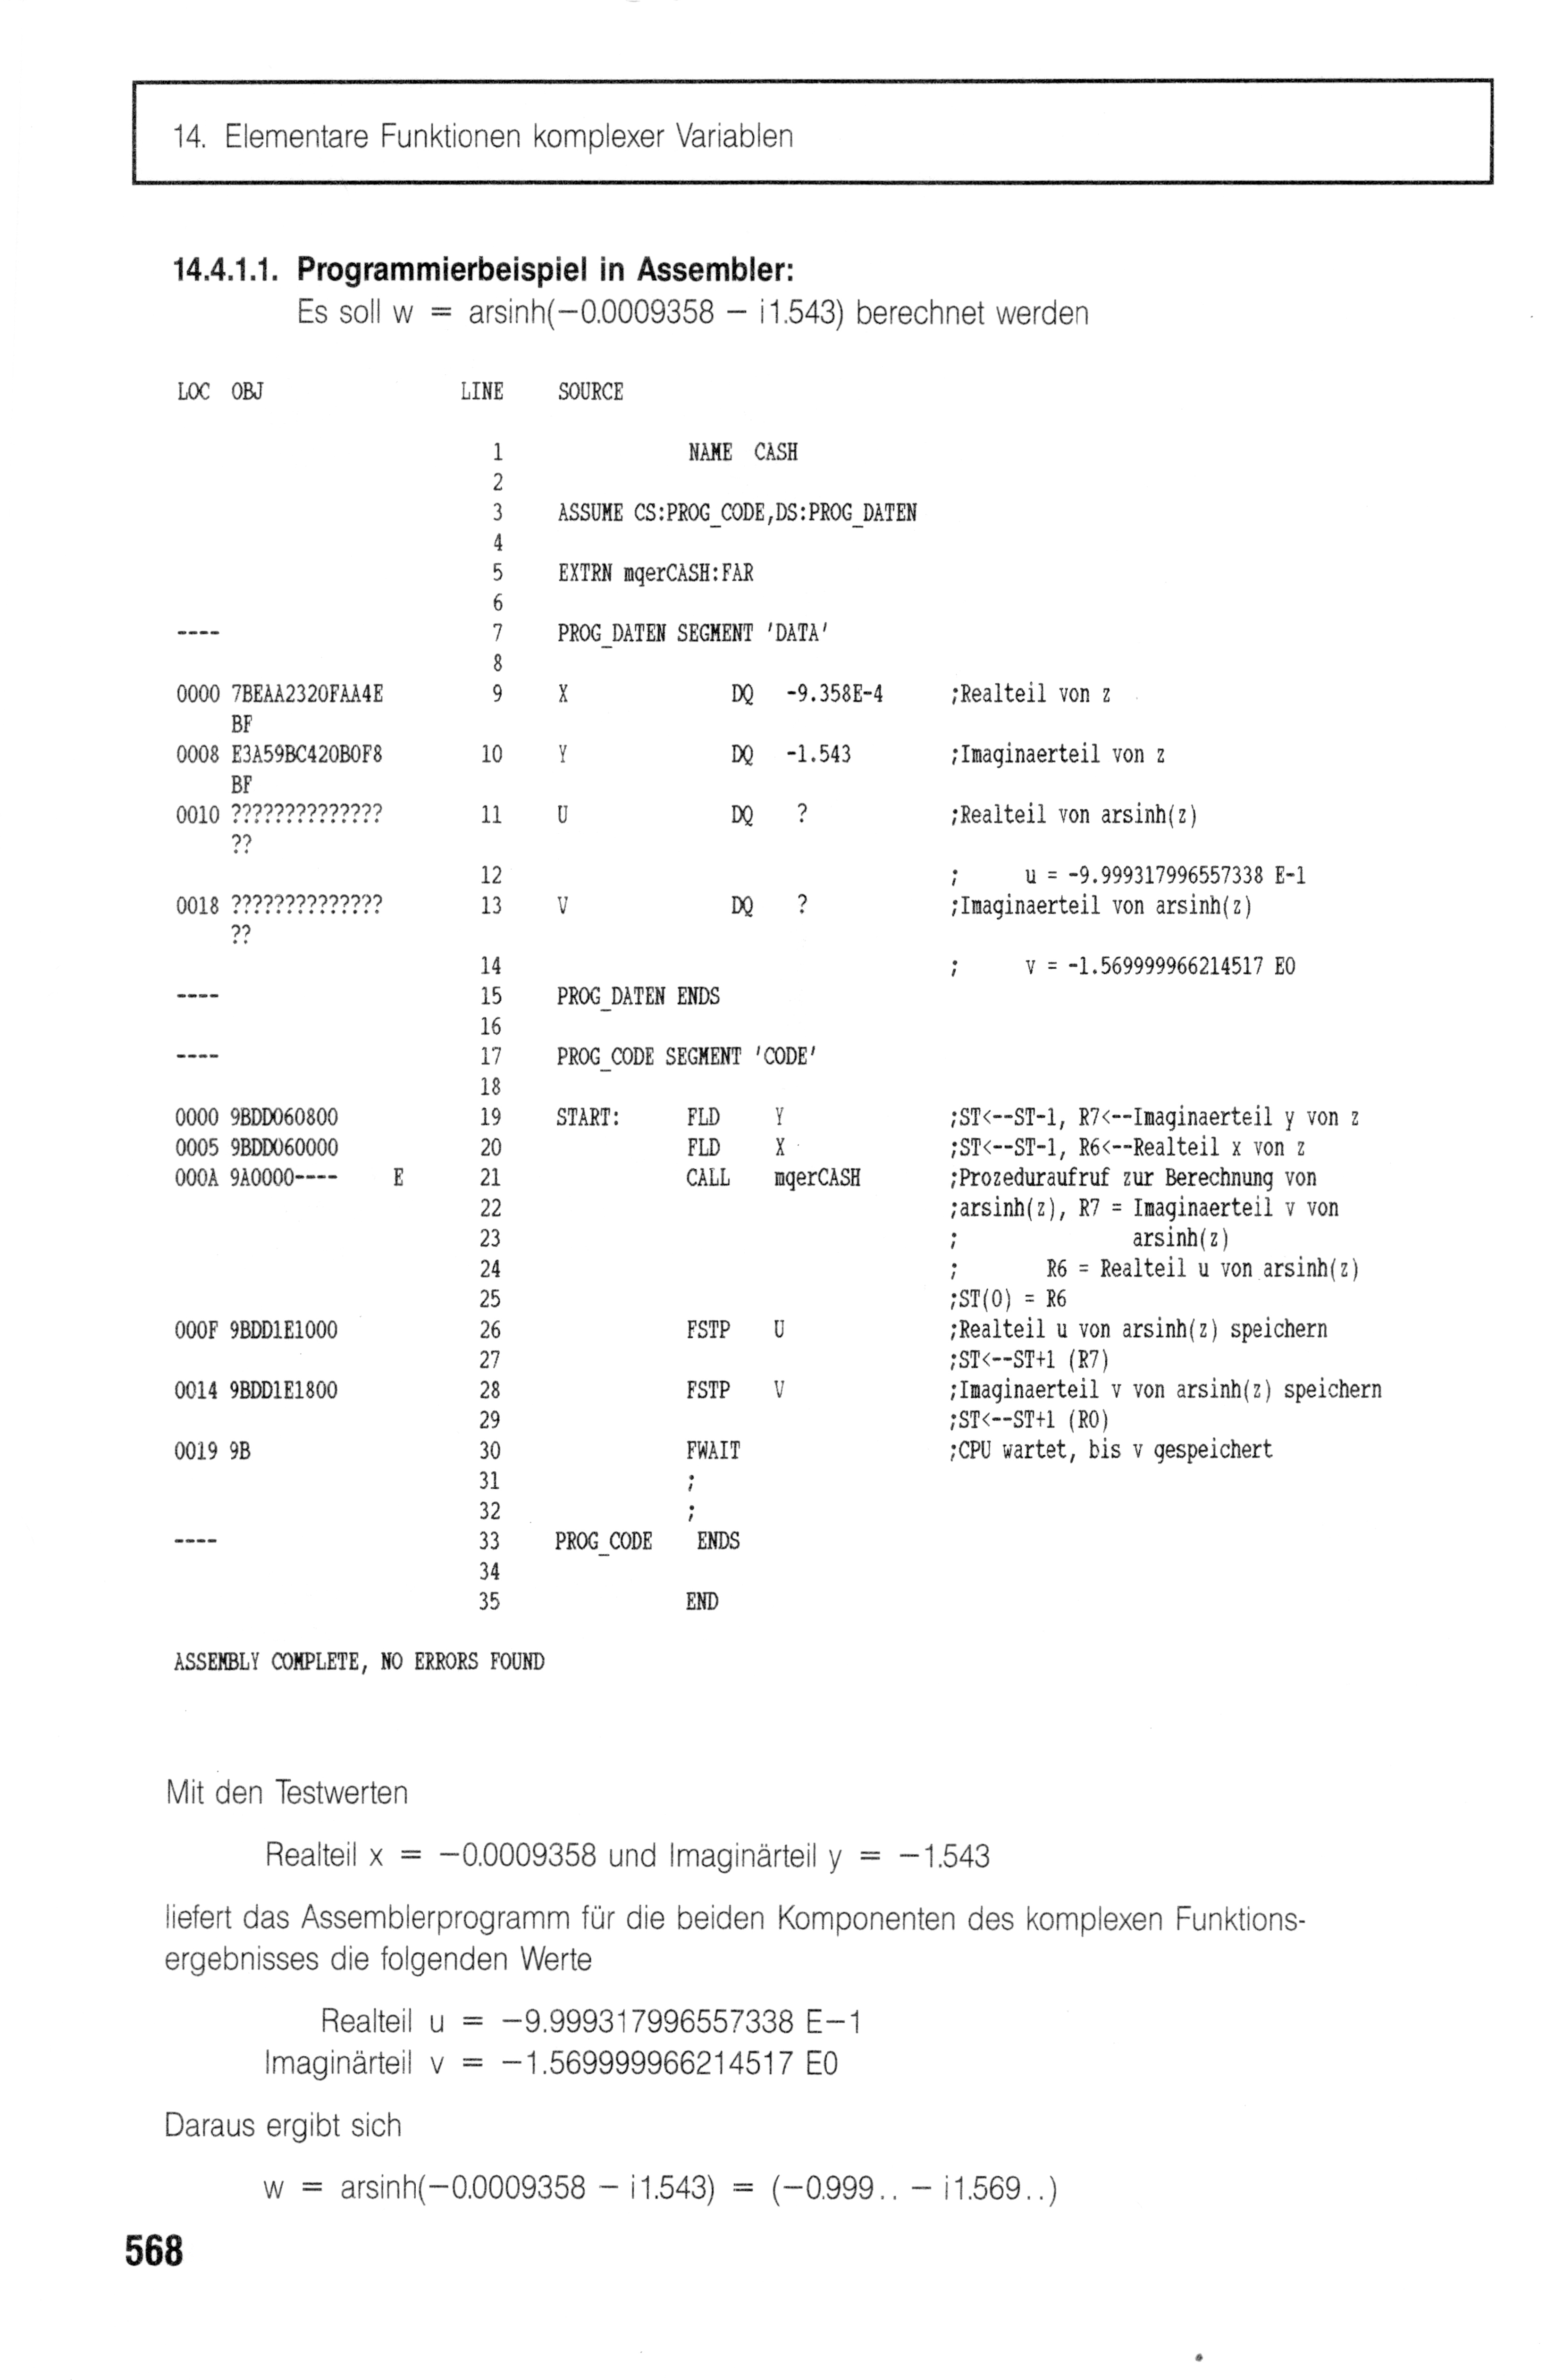 14. Elementare Funktionen komplexer Variablen
14.4.1.1. Programmierbeispiel in Assembler:
Es soll w = arsinh(−0.0009358 − i1.543) berechnet werden
LOC OBJ LINE SOURCE
1 NAME CASH
2
3 ASSUME CS:PROG_CODE,DS:PROG_DATEN
4
5 EXTRN mqerCASH:FAR
6
---- 7 PROG_DATEN SEGMENT 'DATA'
8
0000 7BEAA2320FAA4E 9 X DQ -9.358E-4 ;Realteil von z
BF
0008 E3A59BC420B0F8 10 Y DQ -1.543 ;Imaginaerteil von z
BF
0010 ?????????????? 11 U DQ ? ;Realteil von arsinh(z)
??
12 ; u = -9.999317996557338 E-1
0018 ?????????????? 13 V DQ ? ;Imaginaerteil von arsinh(z)
??
14 ; v = -1.569999966214517 E0
---- 15 PROG_DATEN ENDS
16
---- 17 PROG_CODE SEGMENT 'CODE'
18
0000 9BDD060800 19 START: FLD Y ;ST<--ST-1, R7<--Imaginaerteil y von z
0005 9BDD060000 20 FLD X ;ST<--ST-1, R6<--Realteil x von z
000A 9A0000---- E 21 CALL mqerCASH ;Prozeduraufruf zur Berechnung von
22 ;arsinh(z), R7 = Imaginaerteil v von
23 ; arsinh(z)
24 ; R6 = Realteil u von arsinh(z)
25 ;ST(0) = R6
000F 9BDD1E1000 26 FSTP U ;Realteil u von arsinh(z) speichern
27 ;ST<--ST+1 (R7)
0014 9BDD1E1800 28 FSTP V ;Imaginaerteil v von arsinh(z) speichern
29 ;ST<--ST+1 (R0)
0019 9B 30 FWAIT ;CPU wartet, bis v gespeichert
31 ;
32 ;
---- 33 PROG_CODE ENDS
34
35 END
ASSEMBLY COMPLETE, NO ERRORS FOUND
Mit den Testwerten
Realteil x = −0.0009358 und Imaginärteil y = −1.543
liefert das Assemblerprogramm für die beiden Komponenten des komplexen Funktions-
ergebnisses die folgenden Werte
Realteil u = −9.999317996557338 E−1
Imaginärteil v = −1.569999966214517 E0
Daraus ergibt sich
w = arsinh(−0.0009358 − i1.543) = (−0.999.. − i1.569..)
568